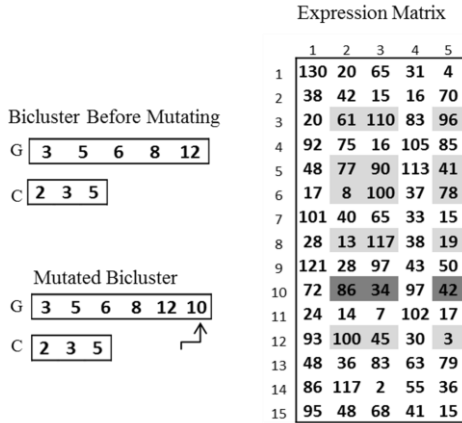 Expression Matrix
1 2 3 4 5
1 130 20 65 31 4
2 38 42 15 16 70
3 20 61 110 83 96
4 92 75 16 105 85
5 48 77 90 113 41
6 17 8 100 37 78
7 101 40 65 33 15
8 28 13 117 38 19
9 121 28 97 43 50
10 72 86 34 97 42
11 24 14 7 102 17
12 93 100 45 30 3
13 48 36 83 63 79
14 86 117 2 55 36
15 95 48 68 41 15
Bicluster Before Mutating
G 3 5 6 8 12
C 2 3 5
Mutated Bicluster
G 3 5 6 8 12 10
C 2 3 5